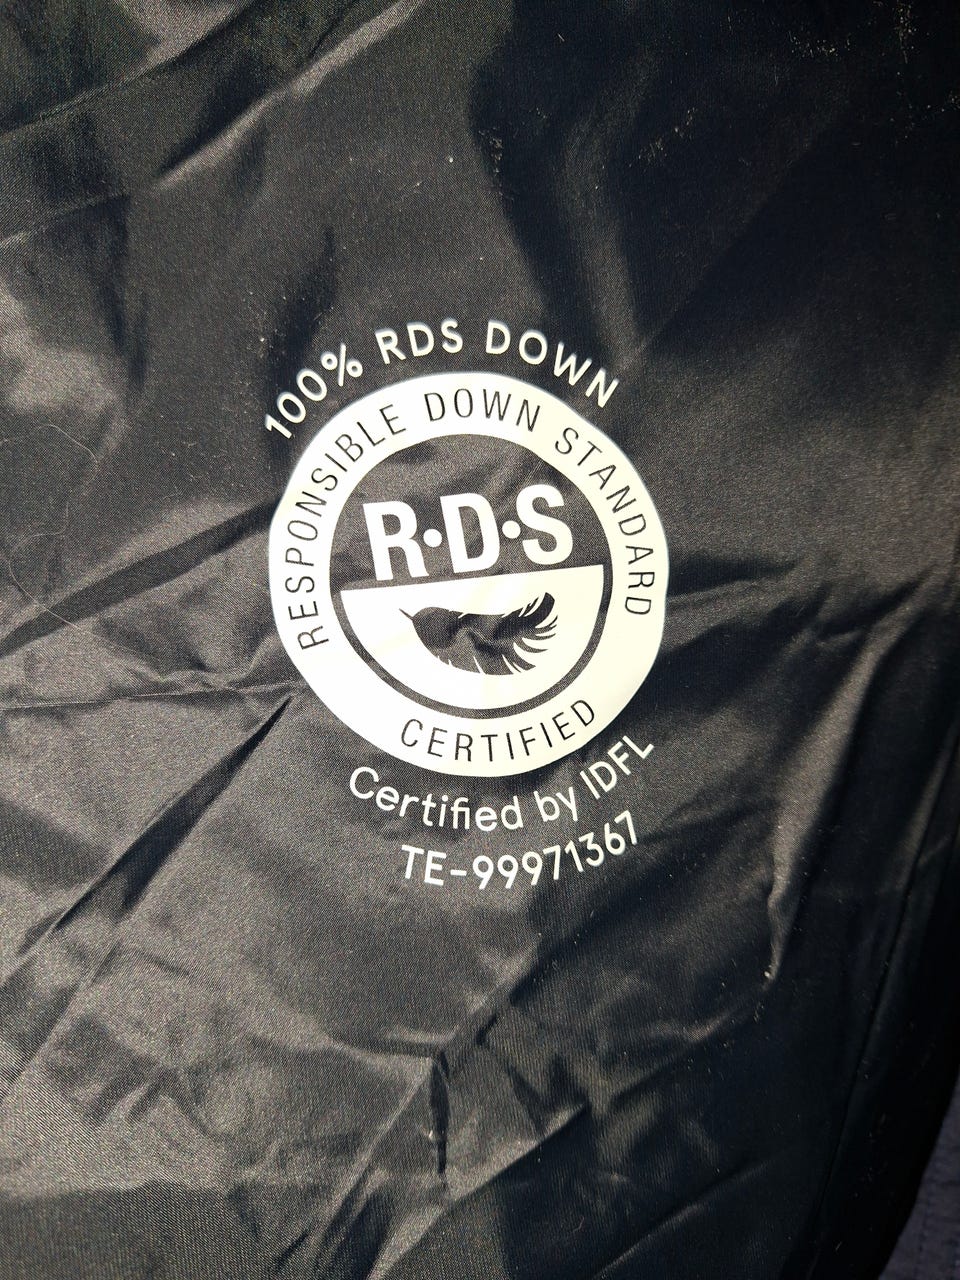 100% RDS DOWN
RESPONSIBLE DOWN STANDARD
R•D•S
CERTIFIED
Certified by IDFL
TE-99971367